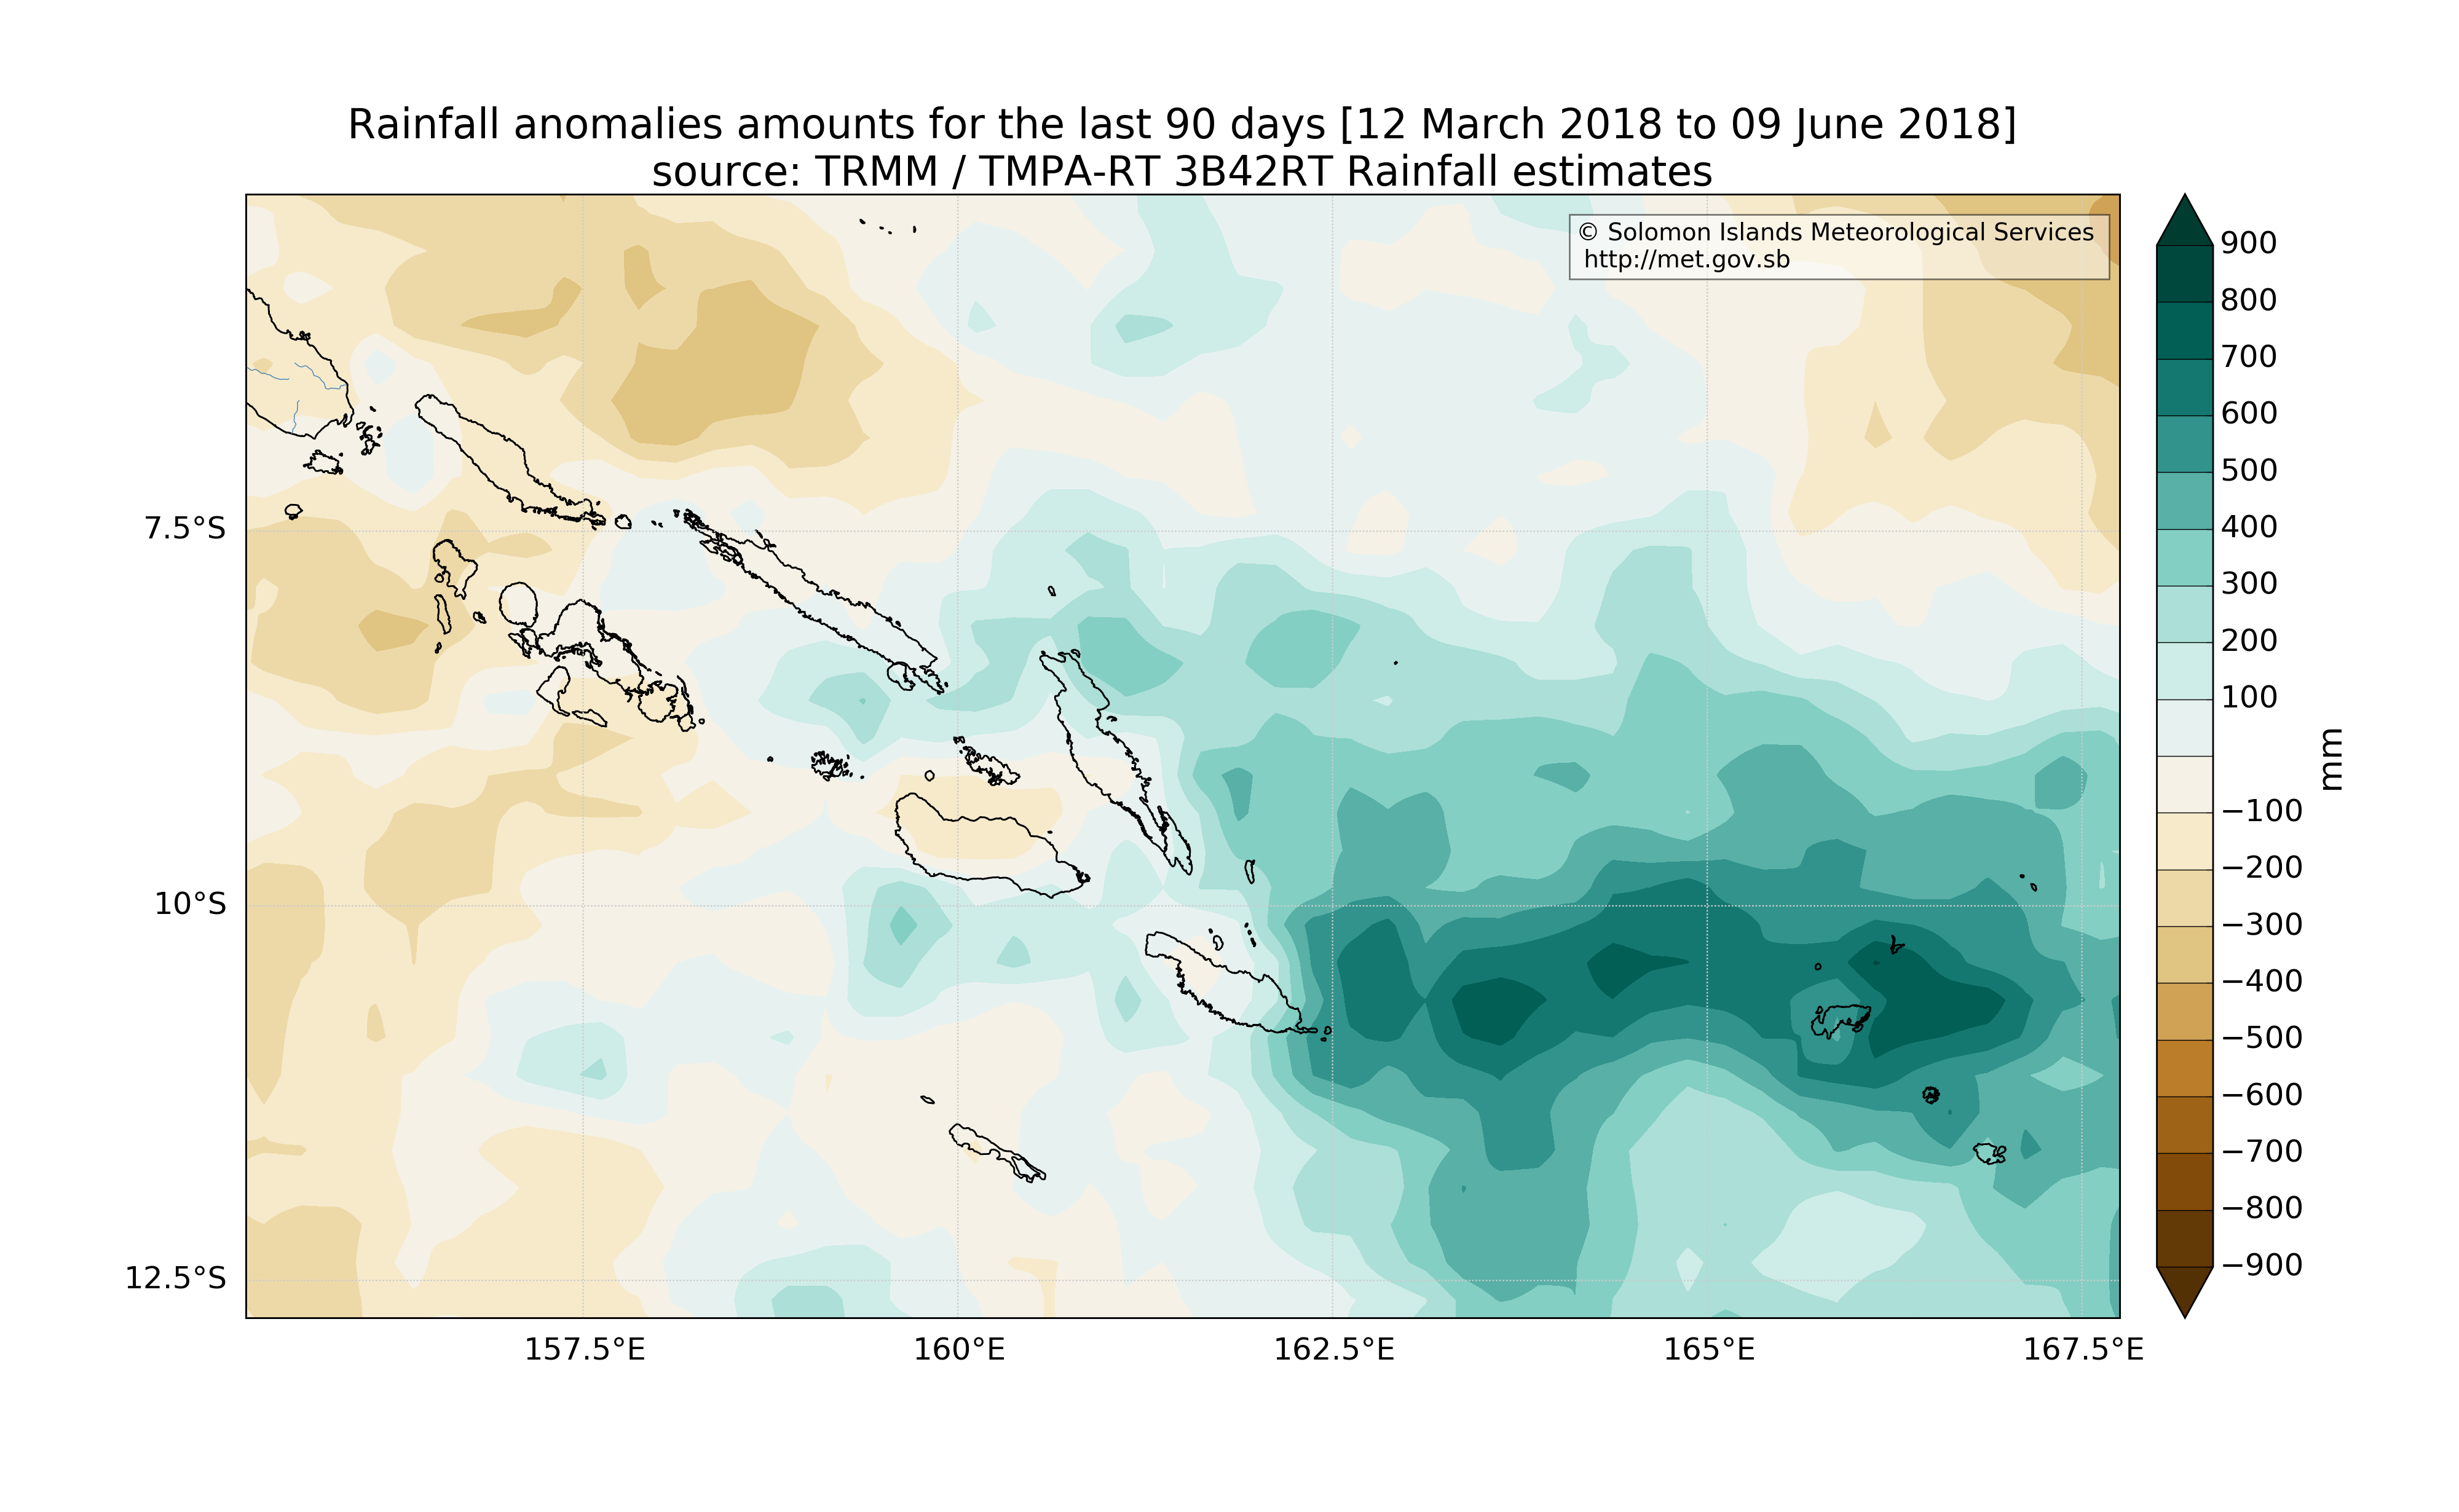 Rainfall anomalies amounts for the last 90 days [12 March 2018 to 09 June 2018]
source: TRMM / TMPA-RT 3B42RT Rainfall estimates
© Solomon Islands Meteorological Services
http://met.gov.sb
7.5°S
10°S
12.5°S
157.5°E
160°E
162.5°E
165°E
167.5°E
900
800
700
600
500
400
300
200
100
−100
−200
−300
−400
−500
−600
−700
−800
−900
mm